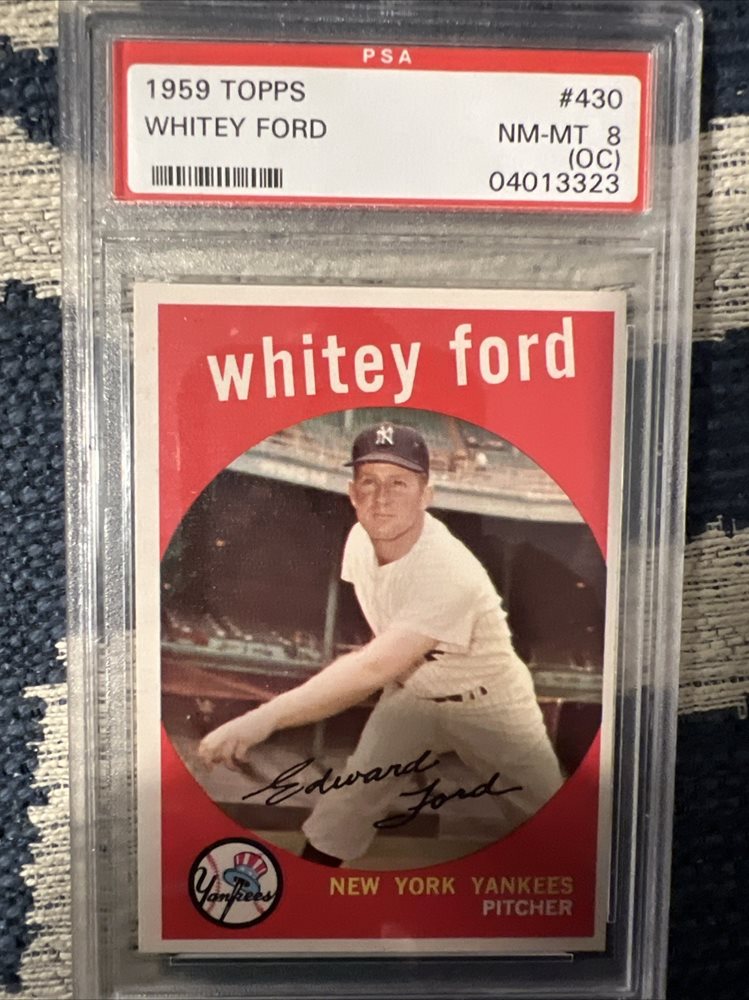 PSA
1959 TOPPS #430
WHITEY FORD NM-MT 8
(OC)
04013323
whitey ford
NY
Edward
Ford
Yankees
NEW YORK YANKEES
PITCHER